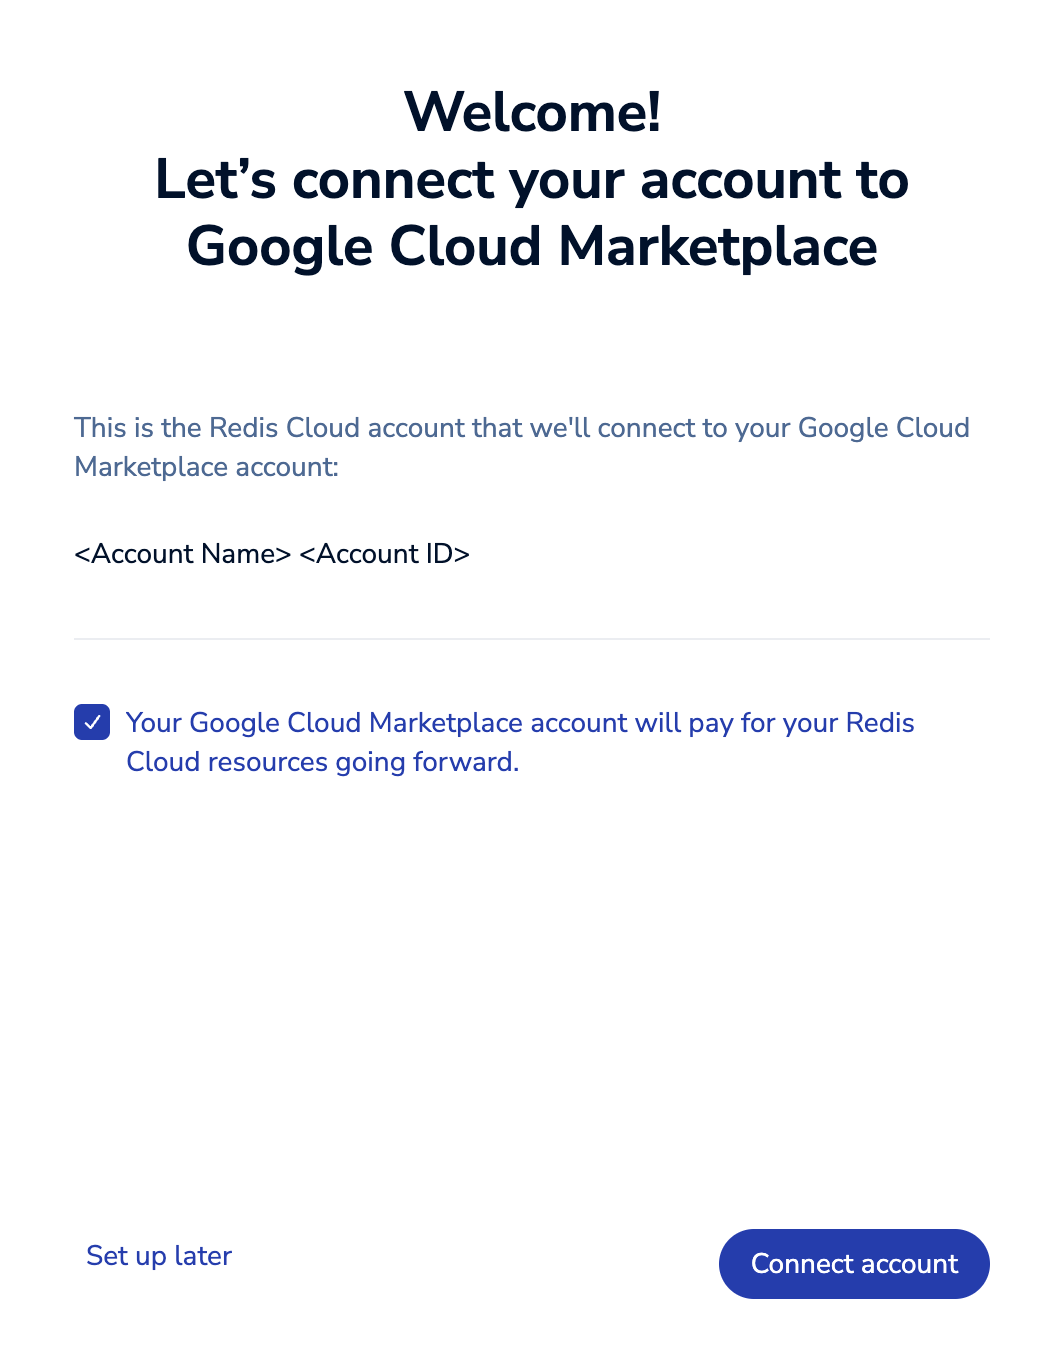 Welcome!
Let’s connect your account to
Google Cloud Marketplace
This is the Redis Cloud account that we'll connect to your Google Cloud
Marketplace account:
<Account Name> <Account ID>
Your Google Cloud Marketplace account will pay for your Redis
Cloud resources going forward.
Set up later
Connect account